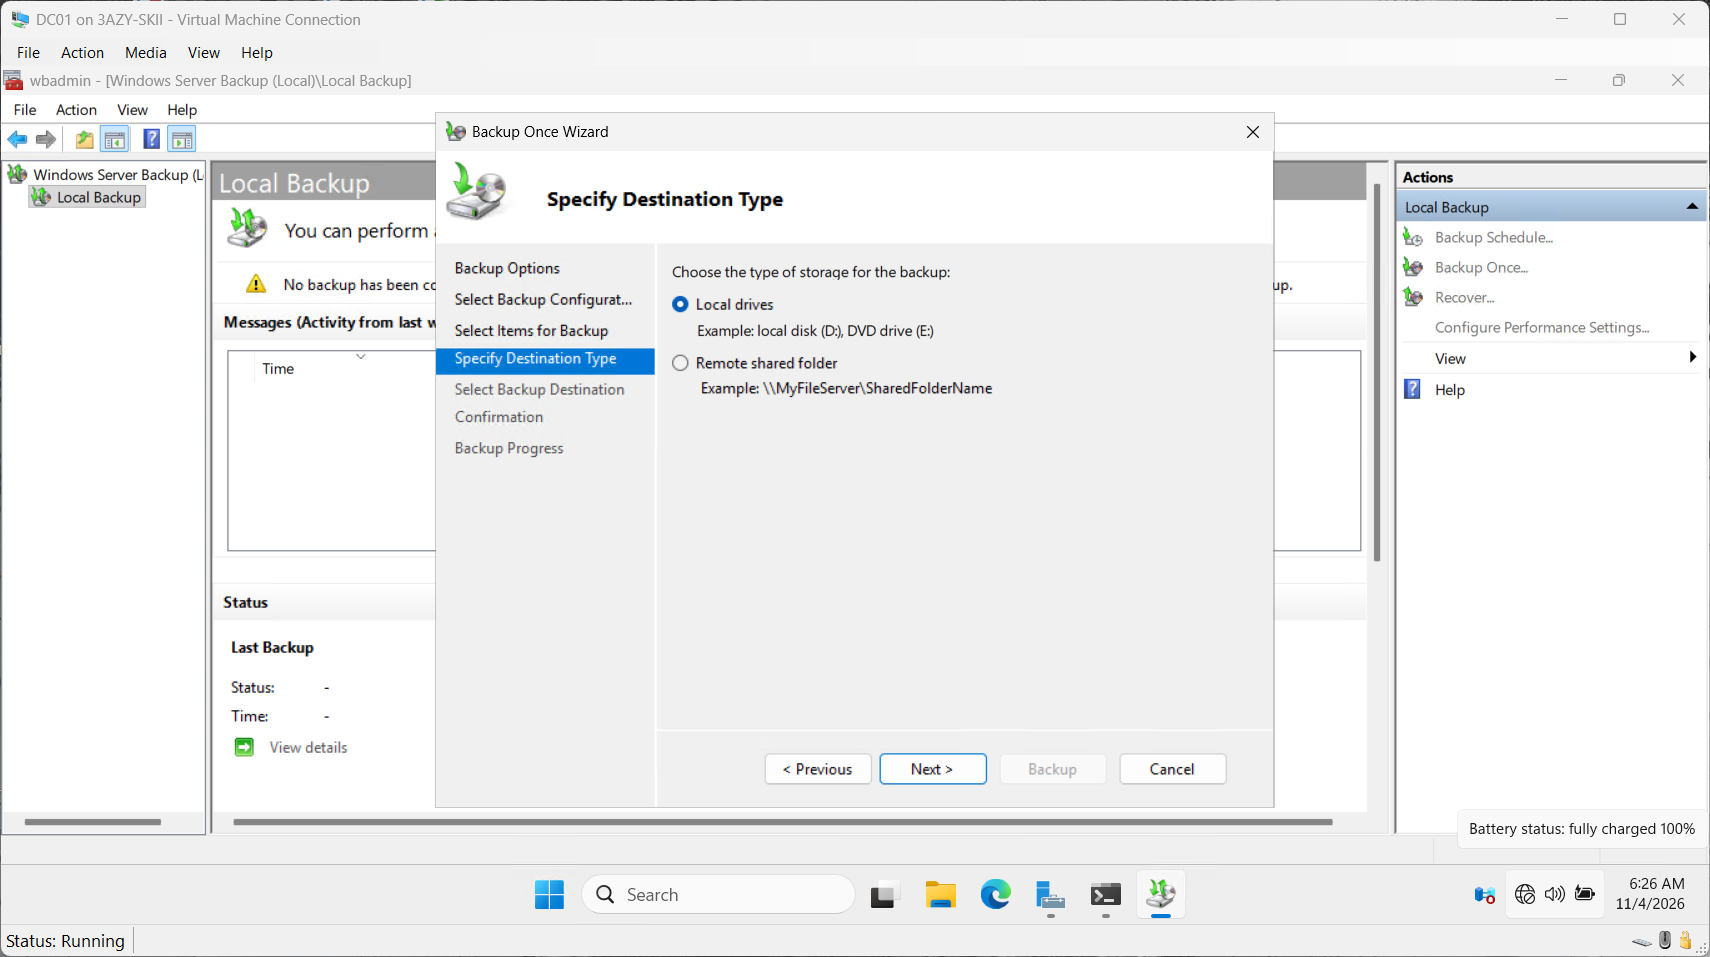 DC01 on 3AZY-SKII - Virtual Machine Connection
File Action Media View Help
wbadmin - [Windows Server Backup (Local)\Local Backup]
File Action View Help
Windows Server Backup (L
Local Backup
Local Backup
You can perform
No backup has been co
up.
Messages (Activity from last w
Time
Status
Last Backup
Status: -
Time: -
View details
Backup Once Wizard
Specify Destination Type
Backup Options
Select Backup Configurat...
Select Items for Backup
Specify Destination Type
Select Backup Destination
Confirmation
Backup Progress
Choose the type of storage for the backup:
Local drives
Example: local disk (D:), DVD drive (E:)
Remote shared folder
Example: \\MyFileServer\SharedFolderName
< Previous
Next >
Backup
Cancel
Actions
Local Backup
Backup Schedule...
Backup Once...
Recover...
Configure Performance Settings...
View
Help
Battery status: fully charged 100%
Search
6:26 AM
11/4/2026
Status: Running